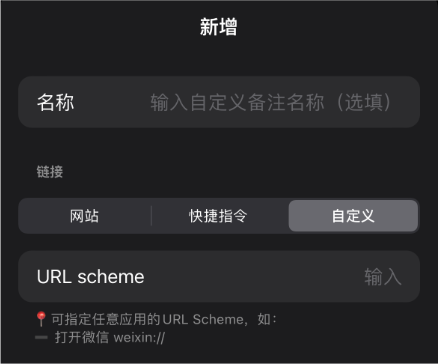 新增
名称 输入自定义备注名称（选填）
链接
网站 快捷指令 自定义
URL scheme 输入
📍可指定任意应用的URL Scheme，如：
— 打开微信 weixin://